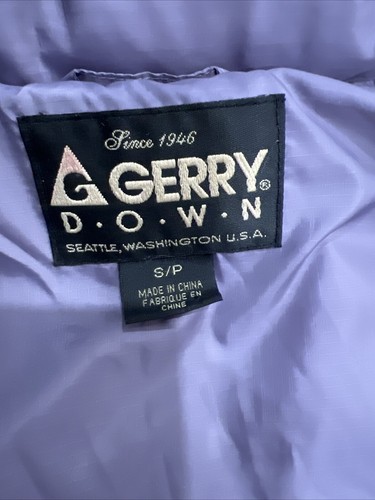 Since 1946
GERRY®
D·O·W·N
SEATTLE, WASHINGTON U.S.A.
S/P
MADE IN CHINA
FABRIQUE EN
CHINE